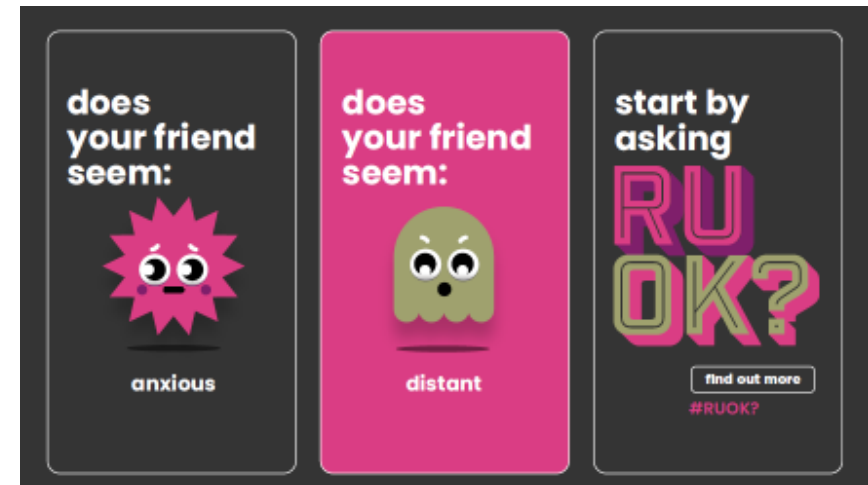 does
your friend
seem:
anxious
does
your friend
seem:
distant
start by
asking
RU
OK?
find out more
#RUOK?